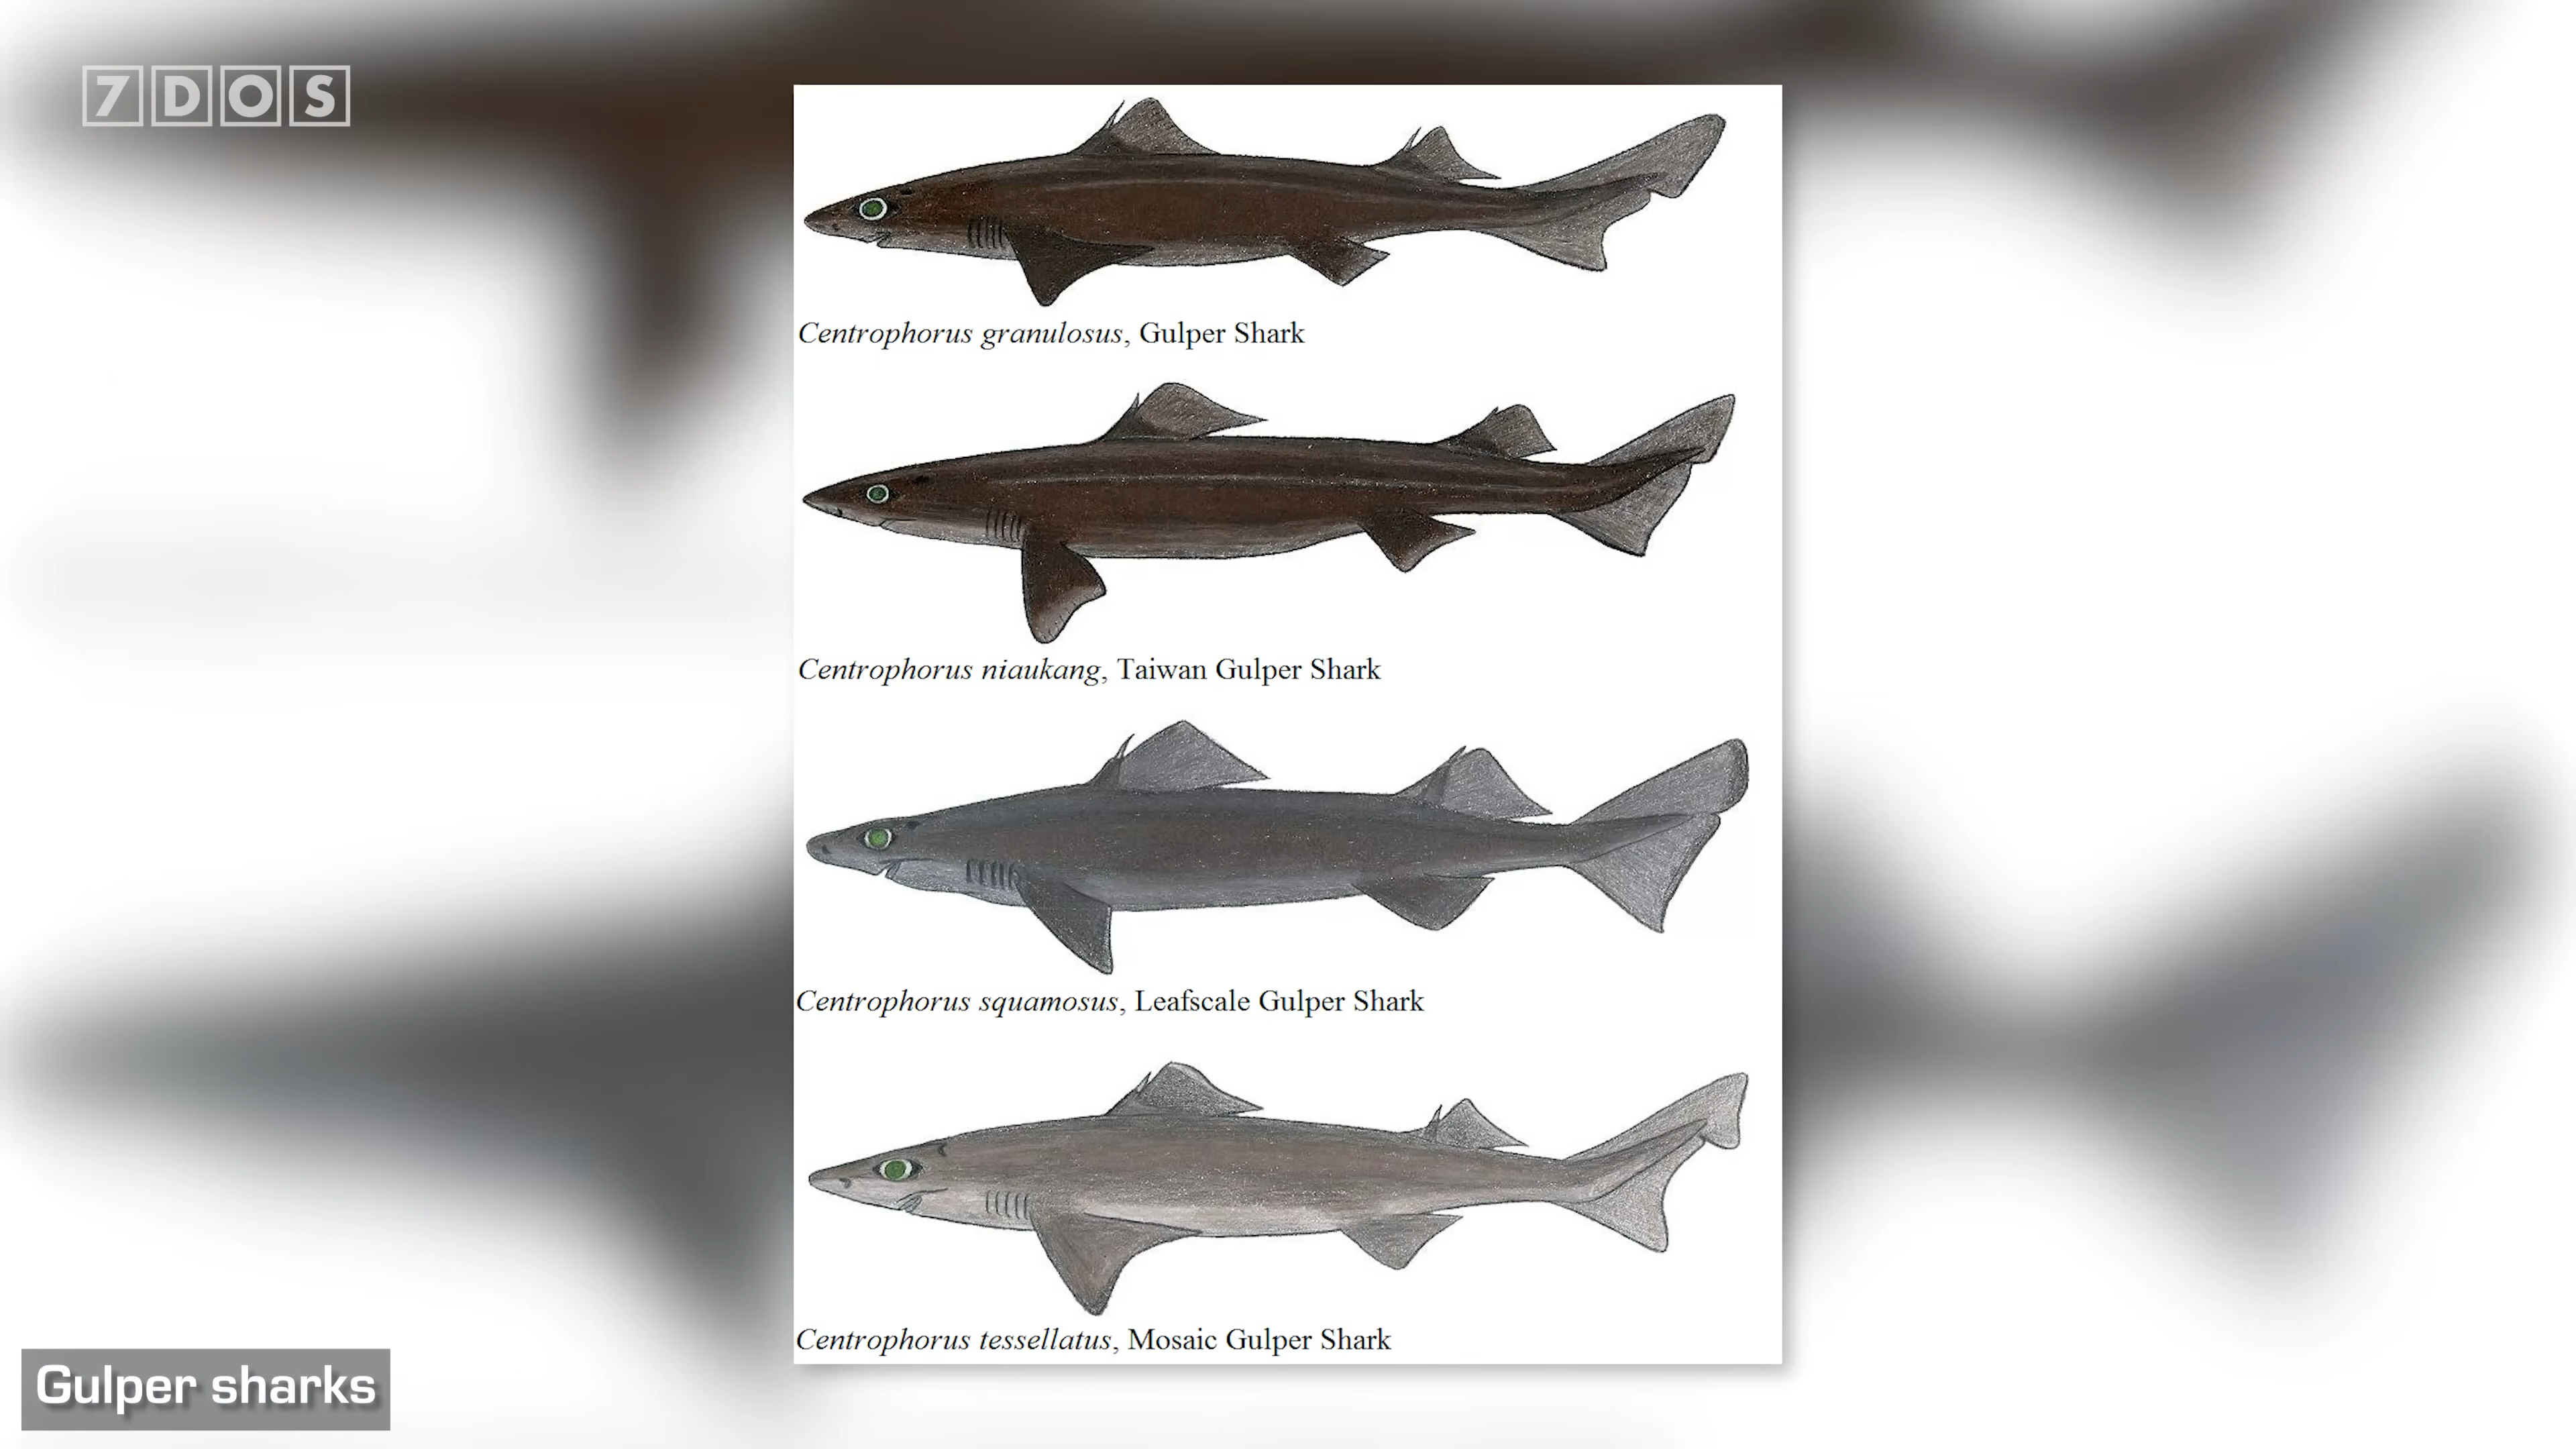 7DOS
Centrophorus granulosus, Gulper Shark
Centrophorus niaukang, Taiwan Gulper Shark
Centrophorus squamosus, Leafscale Gulper Shark
Centrophorus tessellatus, Mosaic Gulper Shark
Gulper sharks